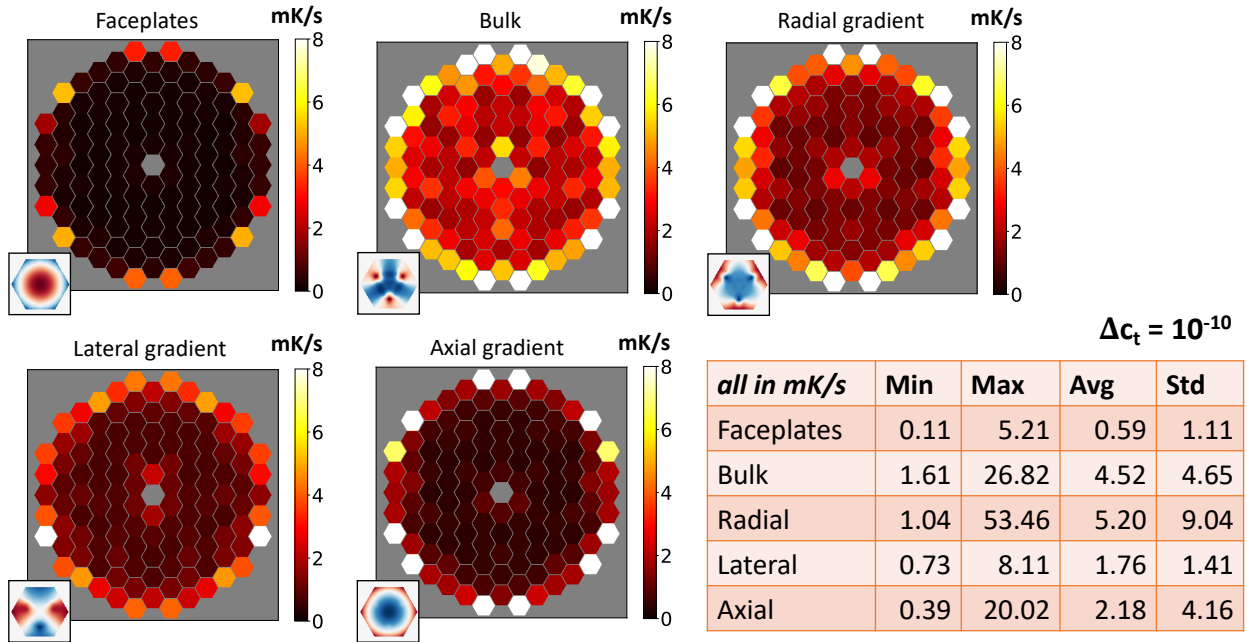 Faceplates
mK/s
8
6
4
2
0
Bulk
mK/s
8
6
4
2
0
Radial gradient
mK/s
8
6
4
2
0
Lateral gradient
mK/s
8
6
4
2
0
Axial gradient
mK/s
8
6
4
2
0
Δcₜ = 10⁻¹⁰
all in mK/s Min Max Avg Std
Faceplates 0.11 5.21 0.59 1.11
Bulk 1.61 26.82 4.52 4.65
Radial 1.04 53.46 5.20 9.04
Lateral 0.73 8.11 1.76 1.41
Axial 0.39 20.02 2.18 4.16